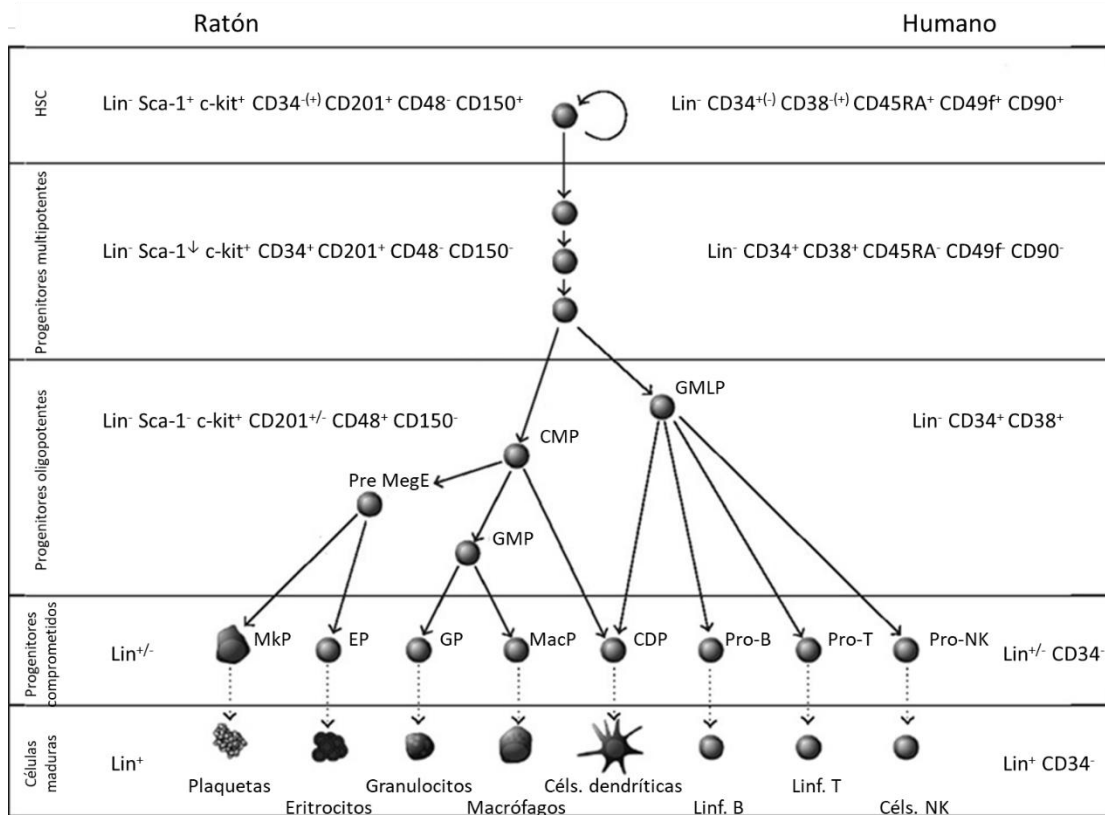 Ratón Humano
HSC
Lin⁻ Sca-1⁺ c-kit⁺ CD34⁻⁽⁺⁾ CD201⁺ CD48⁻ CD150⁺
Lin⁻ CD34⁺⁽⁻⁾ CD38⁻⁽⁺⁾ CD45RA⁺ CD49f⁺ CD90⁺
Progenitores multipotentes
Lin⁻ Sca-1↓ c-kit⁺ CD34⁺ CD201⁺ CD48⁻ CD150⁻
Lin⁻ CD34⁺ CD38⁺ CD45RA⁻ CD49f⁻ CD90⁻
Progenitores oligopotentes
GMLP
Lin⁻ Sca-1⁻ c-kit⁺ CD201⁺/⁻ CD48⁺ CD150⁻
Lin⁻ CD34⁺ CD38⁺
CMP
Pre MegE
GMP
Progenitores
comprometidos
Lin⁺/⁻
MkP EP GP MacP CDP Pro-B Pro-T Pro-NK
Lin⁺/⁻ CD34⁻
Células
maduras
Lin⁺
Lin⁺ CD34⁻
Plaquetas Granulocitos Céls. dendríticas Linf. T
Eritrocitos Macrófagos Linf. B Céls. NK